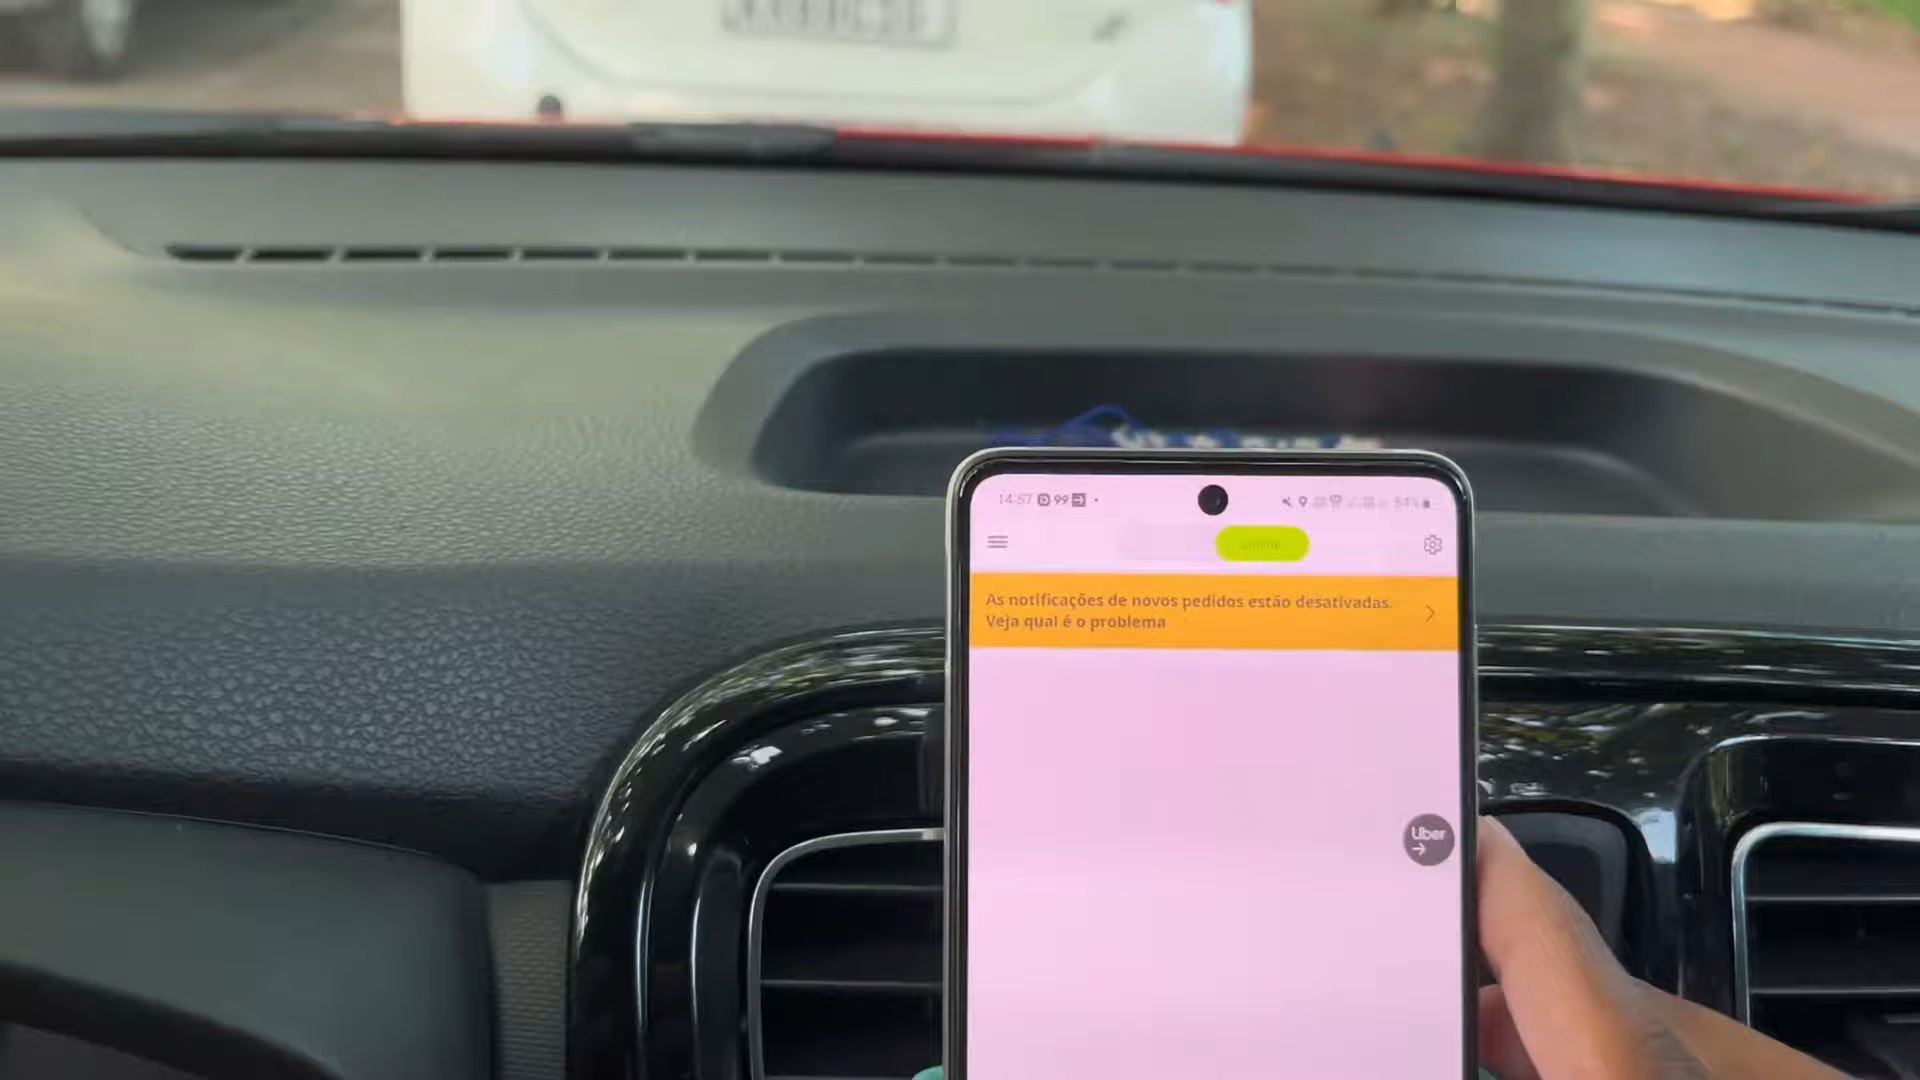 14:57 99
As notificações de novos pedidos estão desativadas.
Veja qual é o problema
Uber